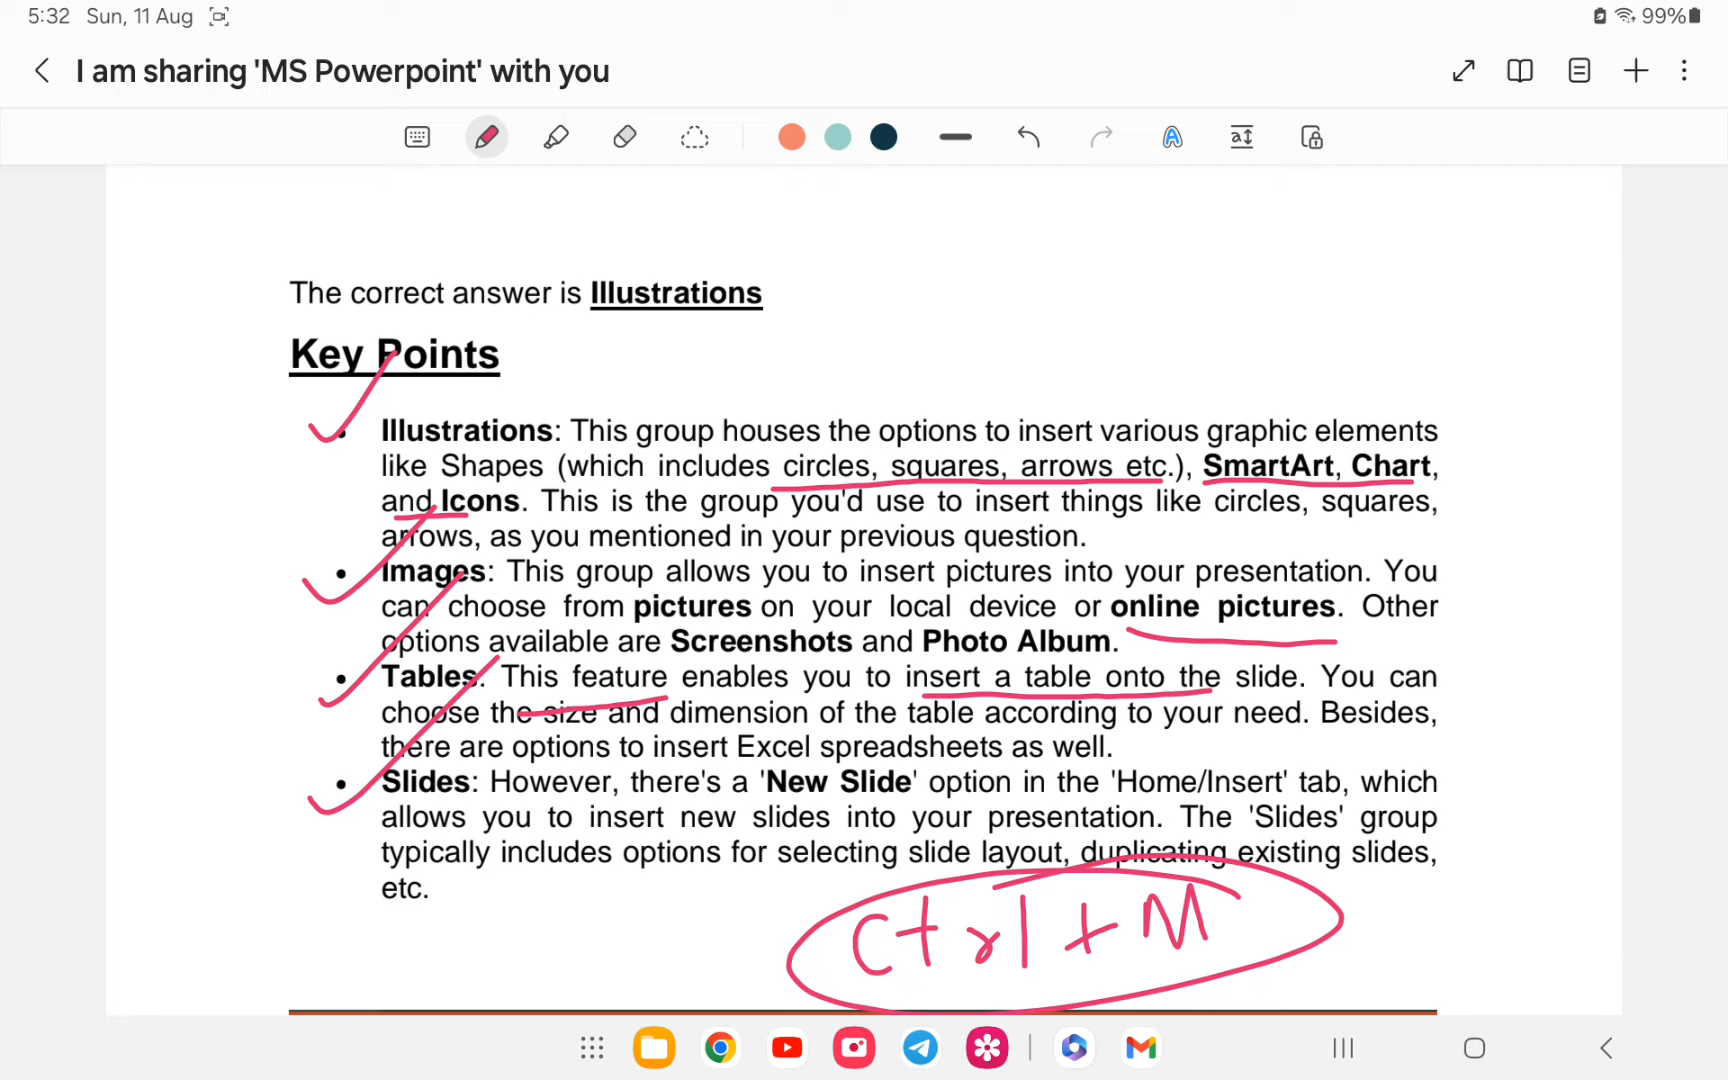 5:32 Sun, 11 Aug 99%
I am sharing 'MS Powerpoint' with you
The correct answer is Illustrations
Key Points
• Illustrations: This group houses the options to insert various graphic elements
like Shapes (which includes circles, squares, arrows etc.), SmartArt, Chart,
and Icons. This is the group you'd use to insert things like circles, squares,
arrows, as you mentioned in your previous question.
• Images: This group allows you to insert pictures into your presentation. You
can choose from pictures on your local device or online pictures. Other
options available are Screenshots and Photo Album.
• Tables: This feature enables you to insert a table onto the slide. You can
choose the size and dimension of the table according to your need. Besides,
there are options to insert Excel spreadsheets as well.
• Slides: However, there's a 'New Slide' option in the 'Home/Insert' tab, which
allows you to insert new slides into your presentation. The 'Slides' group
typically includes options for selecting slide layout, duplicating existing slides,
etc.
Ctrl + M